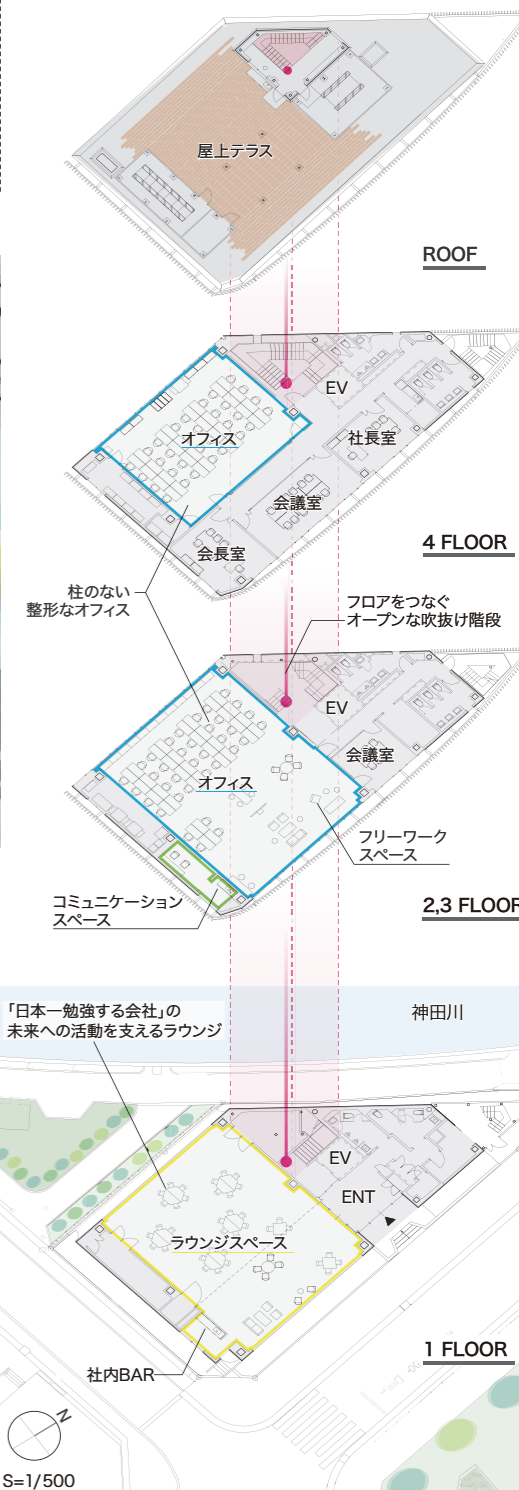 屋上テラス
ROOF
EV
オフィス
社長室
会議室
会長室
4 FLOOR
柱のない
整形なオフィス
フロアをつなぐ
オープンな吹抜け階段
EV
会議室
オフィス
フリーワーク
スペース
コミュニケーション
スペース
2,3 FLOOR
神田川
「日本一勉強する会社」の
未来への活動を支えるラウンジ
EV
ENT
ラウンジスペース
1 FLOOR
社内BAR
N
S=1/500